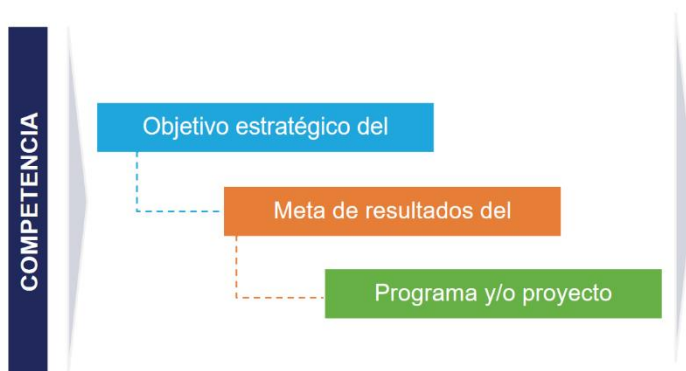 COMPETENCIA
Objetivo estratégico del
Meta de resultados del
Programa y/o proyecto